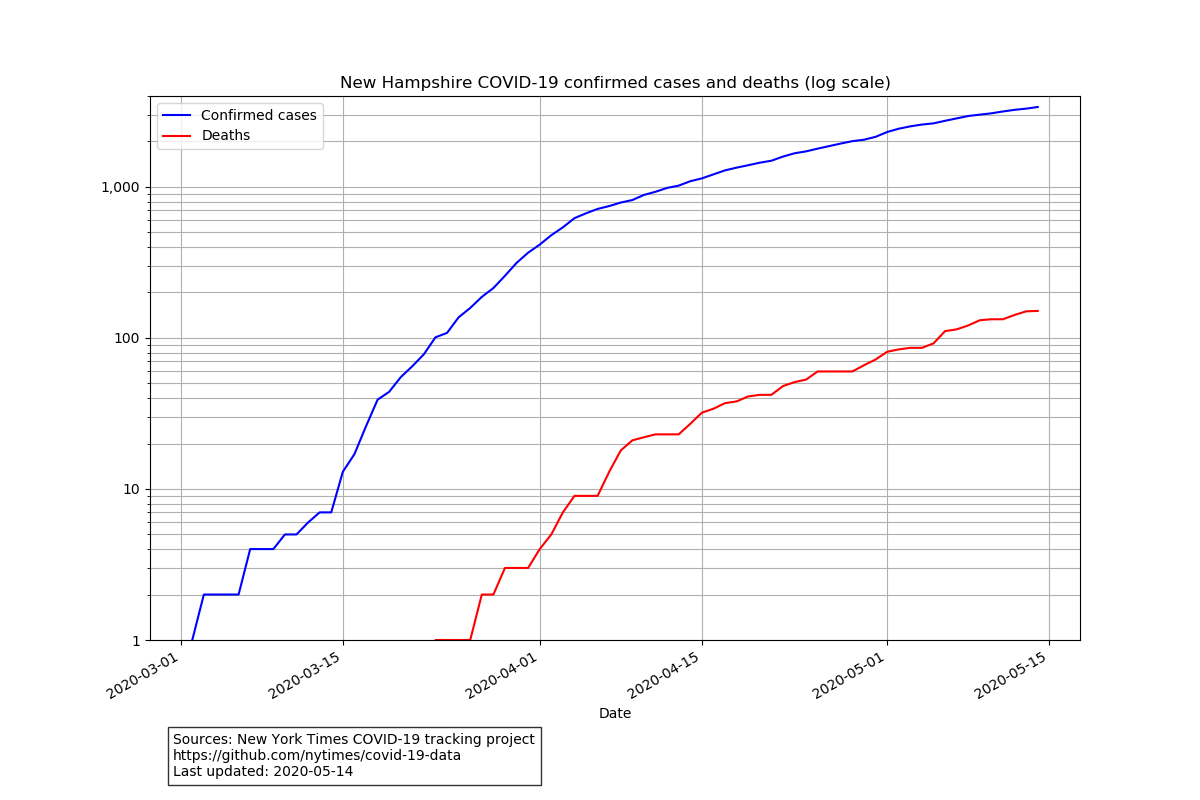 New Hampshire COVID-19 confirmed cases and deaths (log scale)
Confirmed cases
Deaths
1,000
100
10
1
2020-03-01
2020-03-15
2020-04-01
2020-04-15
2020-05-01
2020-05-15
Date
Sources: New York Times COVID-19 tracking project
https://github.com/nytimes/covid-19-data
Last updated: 2020-05-14